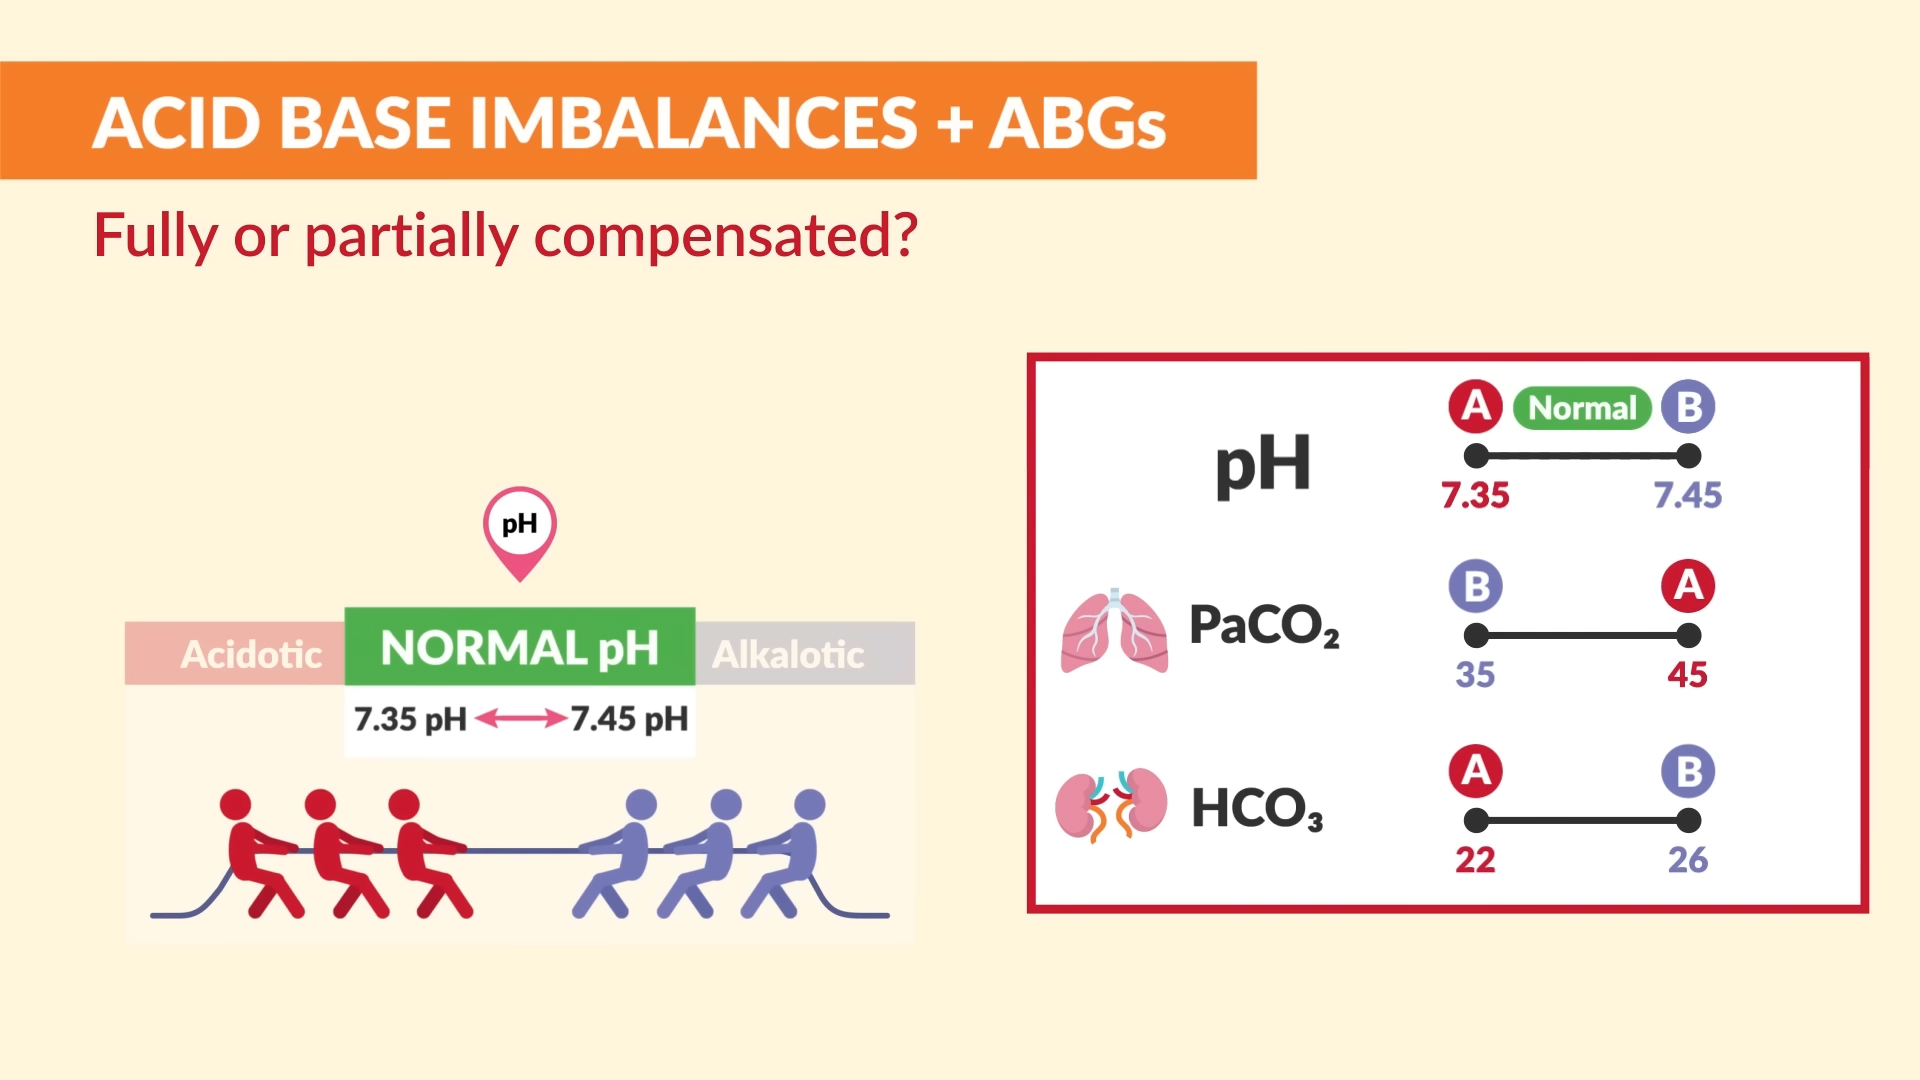 ACID BASE IMBALANCES + ABGs
Fully or partially compensated?
pH
Acidotic NORMAL pH Alkalotic
7.35 pH 7.45 pH
A Normal B
pH
7.35 7.45
B A
PaCO₂
35 45
A B
HCO₃
22 26